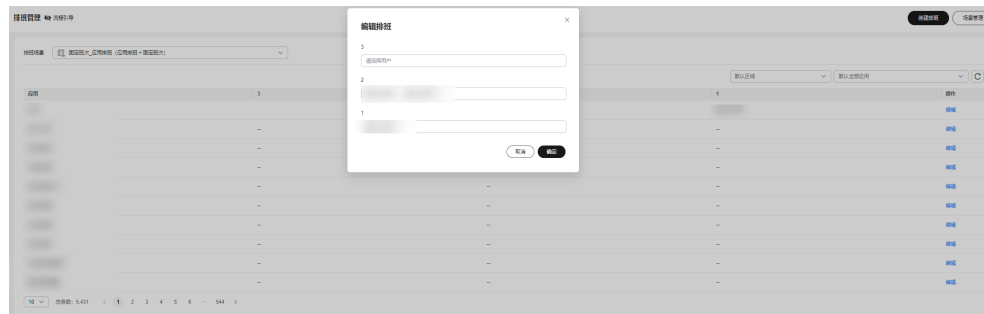 排班管理 流程引导
创建排班 场景管理
排班场景 固定班次_应用排班 (应用排班 - 固定班次)
默认区域 默认全部应用
应用 3 1 操作
编辑
-- -- 编辑
-- -- -- 编辑
-- -- -- 编辑
-- -- -- 编辑
-- -- -- 编辑
-- -- -- 编辑
-- -- -- 编辑
-- -- -- 编辑
-- -- -- 编辑
10 总条数: 5,431 < 1 2 3 4 5 6 ··· 544 >
编辑排班
3
请选择用户
2
1
取消 确定